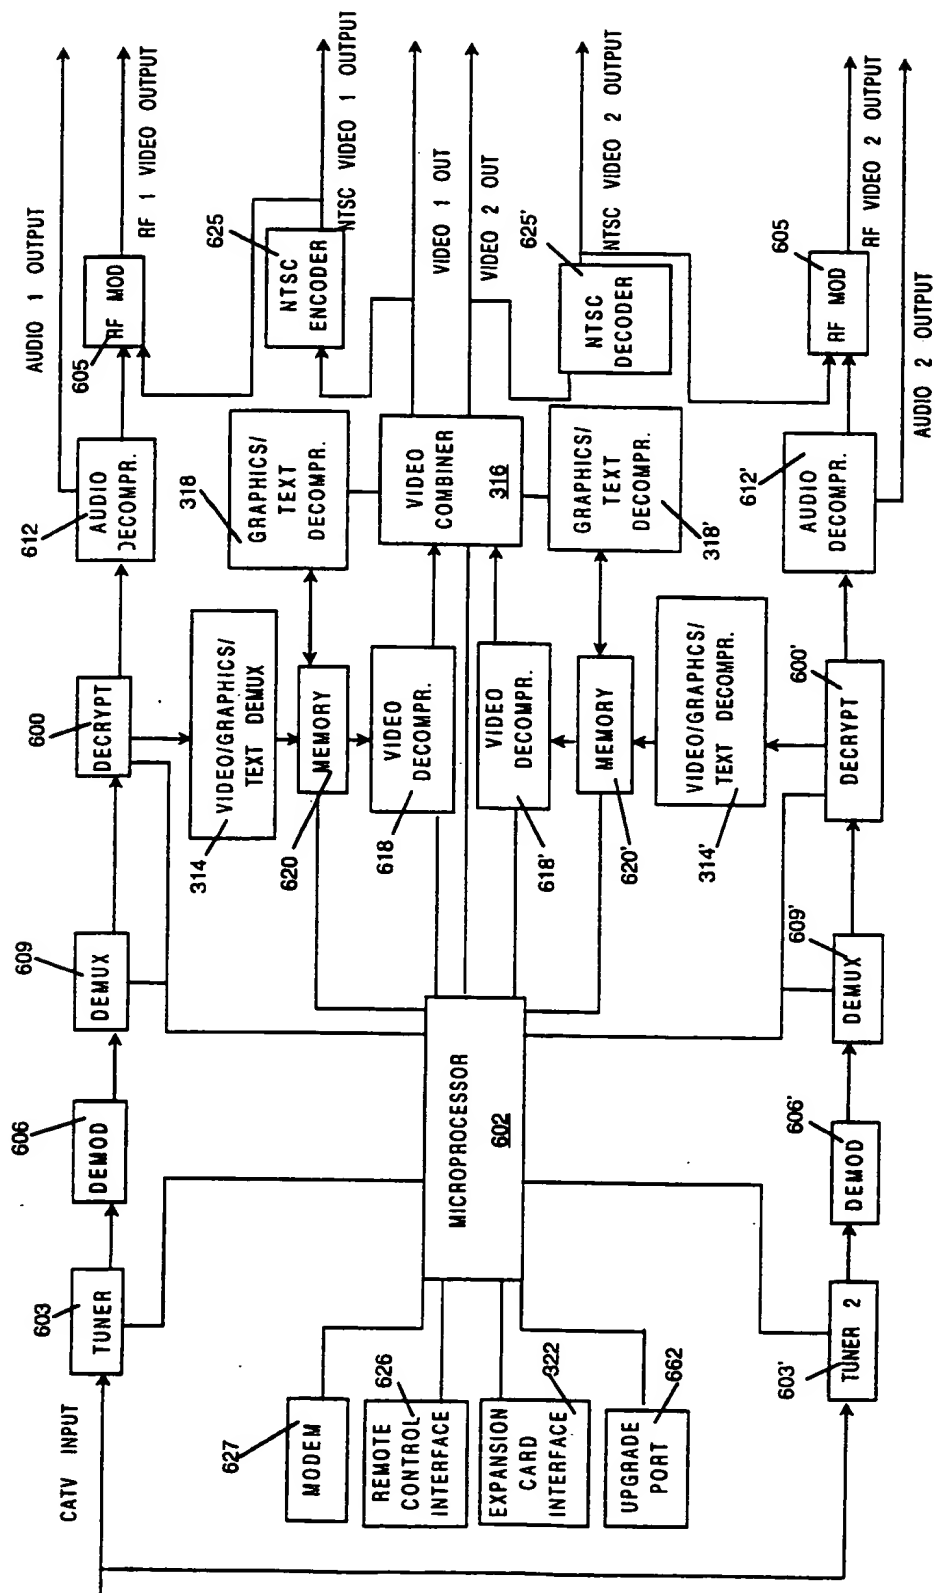 CATV INPUT
603
TUNER
606
DEMOD
609
DEMUX
600
DECRYPT
612
AUDIO
DECOMPR.
AUDIO 1 OUTPUT
605
RF MOD
RF 1 VIDEO OUTPUT
314
VIDEO/GRAPHICS/
TEXT DEMUX
318
GRAPHICS/
TEXT
DECOMPR.
625
NTSC
ENCODER
NTSC VIDEO 1 OUTPUT
627
MODEM
620
MEMORY
626
REMOTE
CONTROL
INTERFACE
618
VIDEO
DECOMPR.
VIDEO
COMBINER
316
VIDEO 1 OUT
VIDEO 2 OUT
MICROPROCESSOR
602
322
EXPANSION
CARD
INTERFACE
618'
VIDEO
DECOMPR.
662
UPGRADE
PORT
620'
MEMORY
GRAPHICS/
TEXT
DECOMPR.
318'
625'
NTSC
DECODER
NTSC VIDEO 2 OUTPUT
314'
VIDEO/GRAPHCS/
TEXT DECOMPR.
603'
TUNER 2
606'
DEMOD
609'
DEMUX
600'
DECRYPT
612'
AUDIO
DECOMPR.
605
RF MOD
RF VIDEO 2 OUTPUT
AUDIO 2 OUTPUT